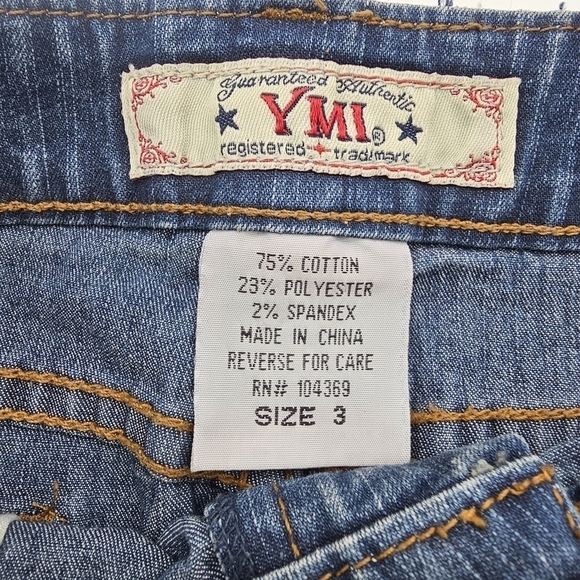 Guaranteed Authentic
YMI®
registered trademark
75% COTTON
23% POLYESTER
2% SPANDEX
MADE IN CHINA
REVERSE FOR CARE
RN# 104369
SIZE 3